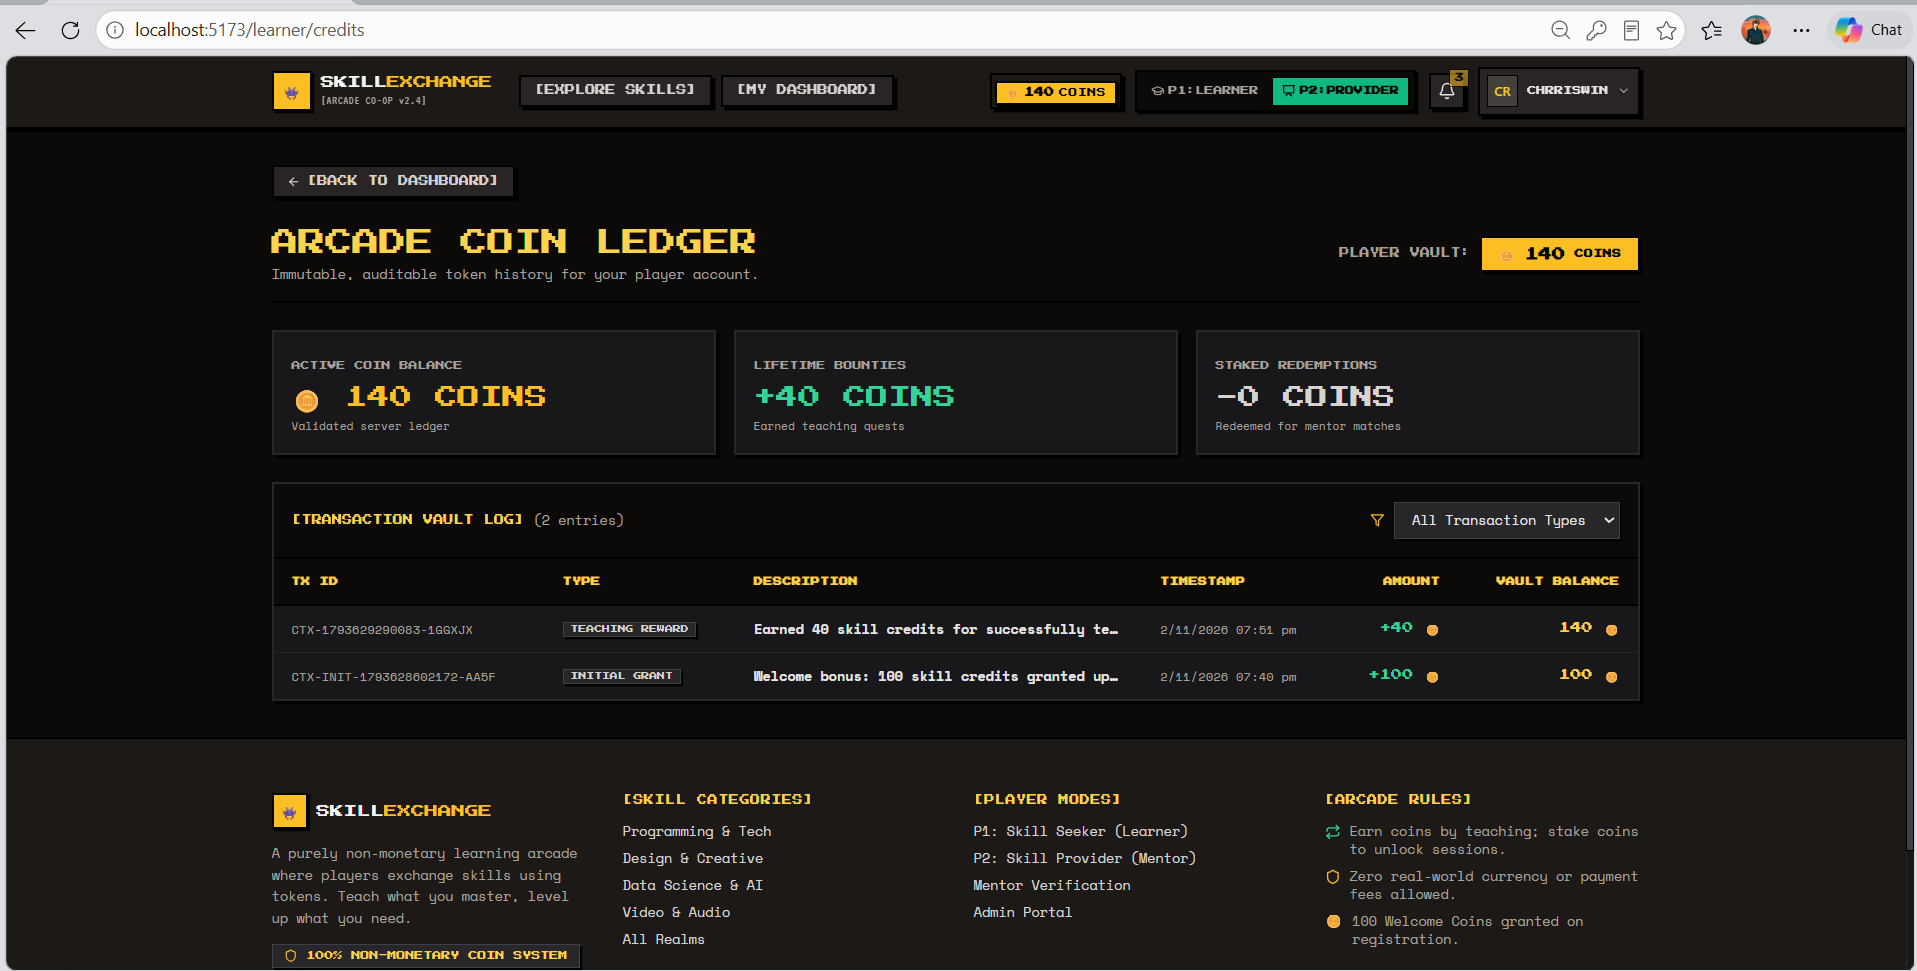 localhost:5173/learner/credits
Chat
SKILLEXCHANGE
[ARCADE CO-OP v2.4]
[EXPLORE SKILLS]
[MY DASHBOARD]
140 COINS
P1:LEARNER
P2:PROVIDER
3
CR
CHRRISWIN
← [BACK TO DASHBOARD]
ARCADE COIN LEDGER
Immutable, auditable token history for your player account.
PLAYER VAULT:
140 COINS
ACTIVE COIN BALANCE
140 COINS
Validated server ledger
LIFETIME BOUNTIES
+40 COINS
Earned teaching quests
STAKED REDEMPTIONS
-0 COINS
Redeemed for mentor matches
[TRANSACTION VAULT LOG] (2 entries)
All Transaction Types
TX ID TYPE DESCRIPTION TIMESTAMP AMOUNT VAULT BALANCE
CTX-1793629290083-1GGXJX TEACHING REWARD Earned 40 skill credits for successfully te… 2/11/2026 07:51 pm +40 140
CTX-INIT-1793628602172-AA5F INITIAL GRANT Welcome bonus: 100 skill credits granted up… 2/11/2026 07:40 pm +100 100
SKILLEXCHANGE
A purely non-monetary learning arcade
where players exchange skills using
tokens. Teach what you master, level
up what you need.
100% NON-MONETARY COIN SYSTEM
[SKILL CATEGORIES]
Programming & Tech
Design & Creative
Data Science & AI
Video & Audio
All Realms
[PLAYER MODES]
P1: Skill Seeker (Learner)
P2: Skill Provider (Mentor)
Mentor Verification
Admin Portal
[ARCADE RULES]
Earn coins by teaching; stake coins
to unlock sessions.
Zero real-world currency or payment
fees allowed.
100 Welcome Coins granted on
registration.